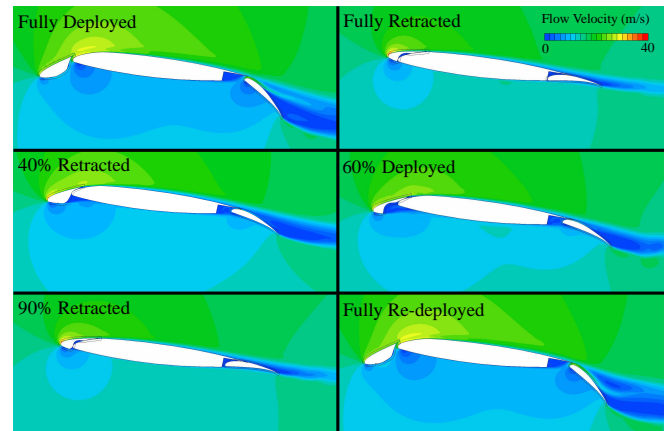 Fully Deployed
Fully Retracted
Flow Velocity (m/s)
0 40
40% Retracted
60% Deployed
90% Retracted
Fully Re-deployed